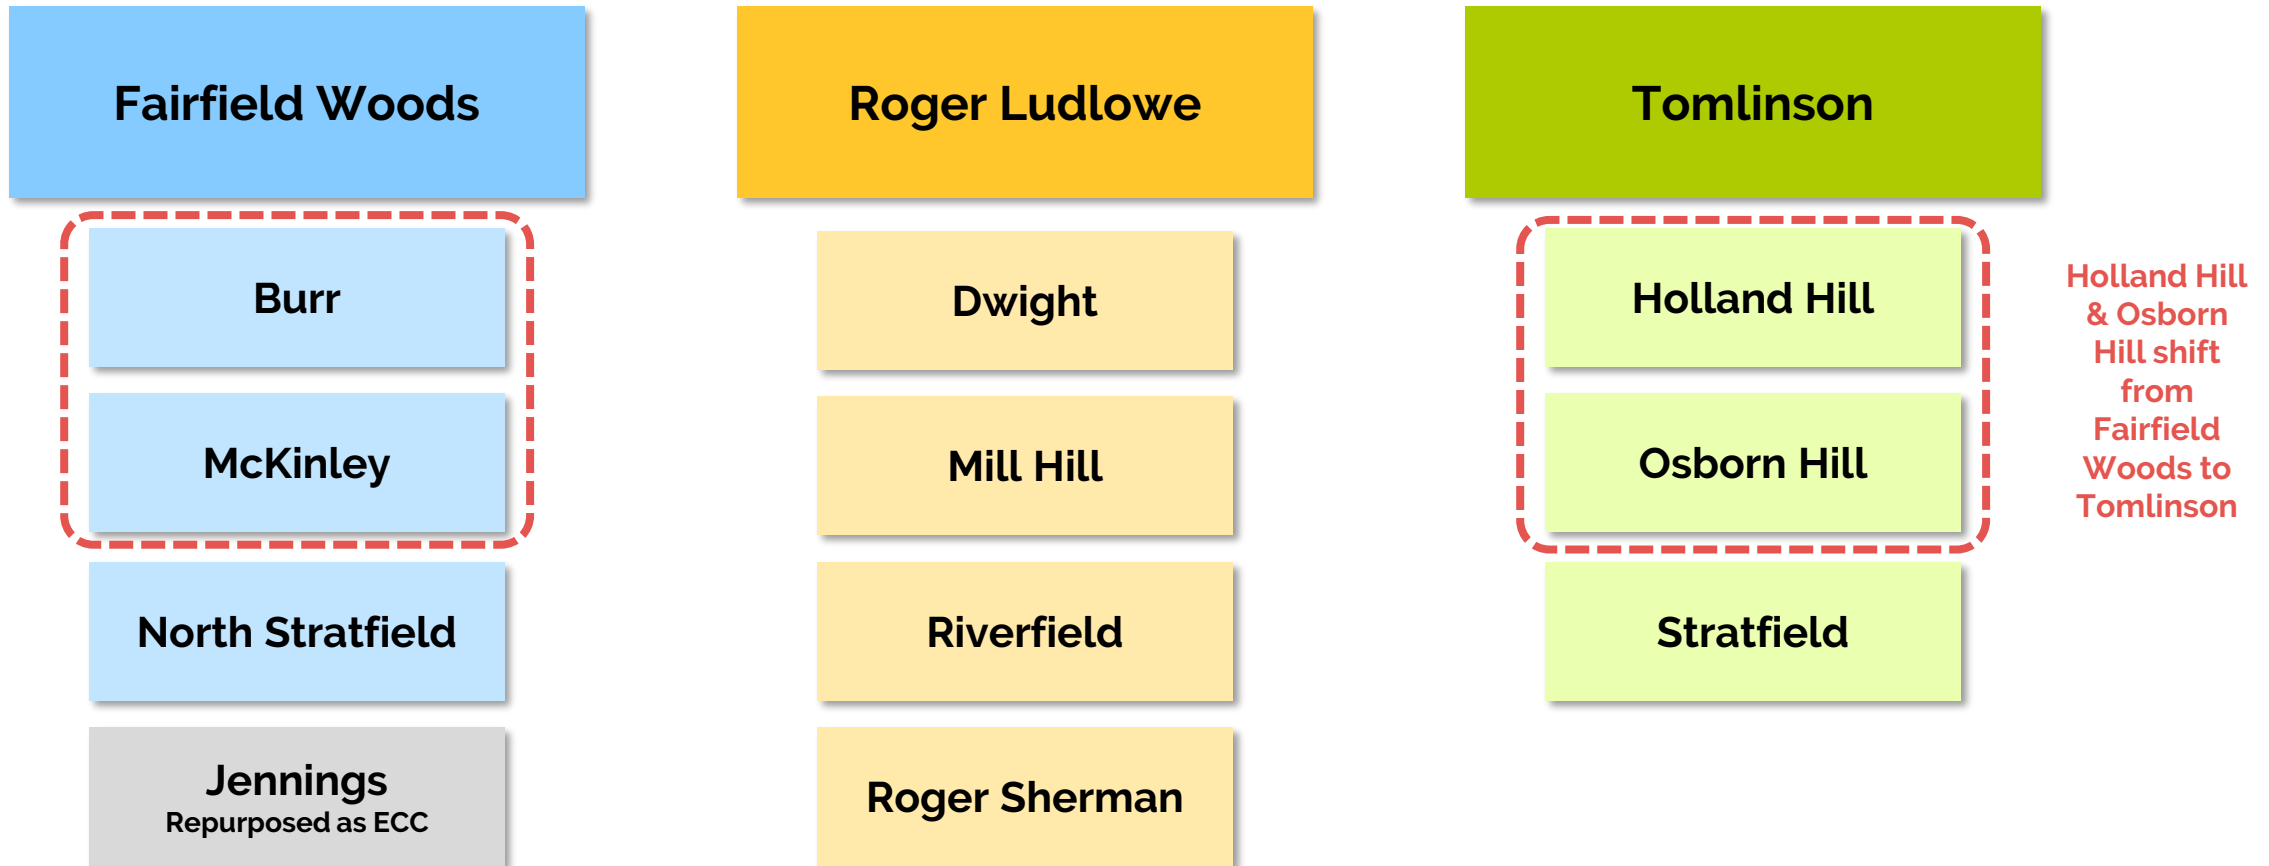 Fairfield Woods
Burr
McKinley
North Stratfield
Jennings
Repurposed as ECC
Roger Ludlowe
Dwight
Mill Hill
Riverfield
Roger Sherman
Tomlinson
Holland Hill
Osborn Hill
Stratfield
Holland Hill
& Osborn
Hill shift
from
Fairfield
Woods to
Tomlinson